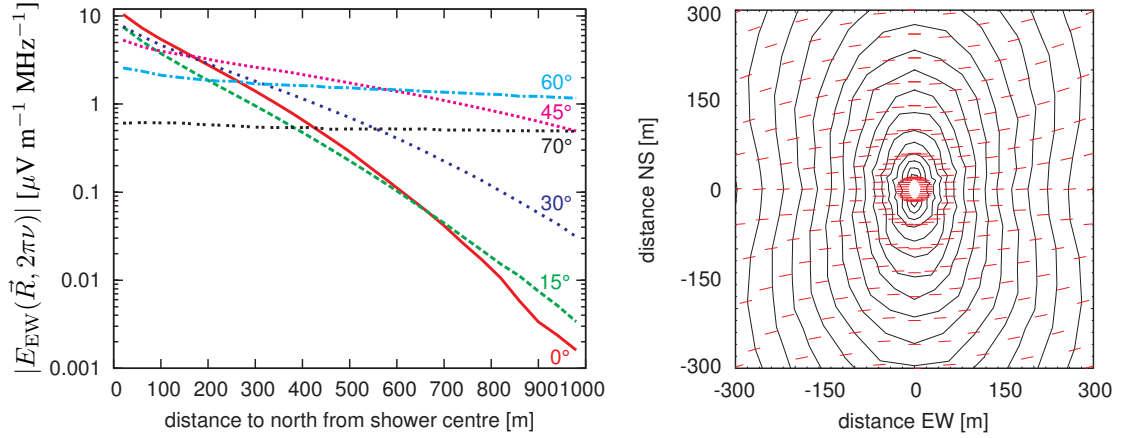 |E_EW(R⃗, 2πν)| [μV m⁻¹ MHz⁻¹]
10
1
0.1
0.01
0.001
60°
45°
70°
30°
15°
0°
0 100 200 300 400 500 600 700 800 900 1000
distance to north from shower centre [m]
distance NS [m]
300
150
0
-150
-300
-300 -150 0 150 300
distance EW [m]